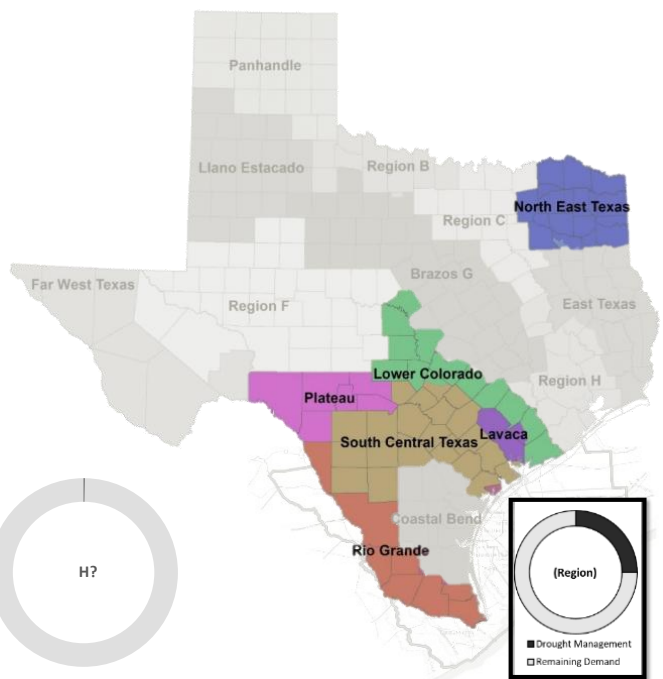 Panhandle
Llano Estacado
Region B
North East Texas
Region C
Far West Texas
Brazos G
Region F
East Texas
Lower Colorado
Region H
Plateau
Lavaca
South Central Texas
Coastal Bend
Rio Grande
H?
(Region)
Drought Management
Remaining Demand